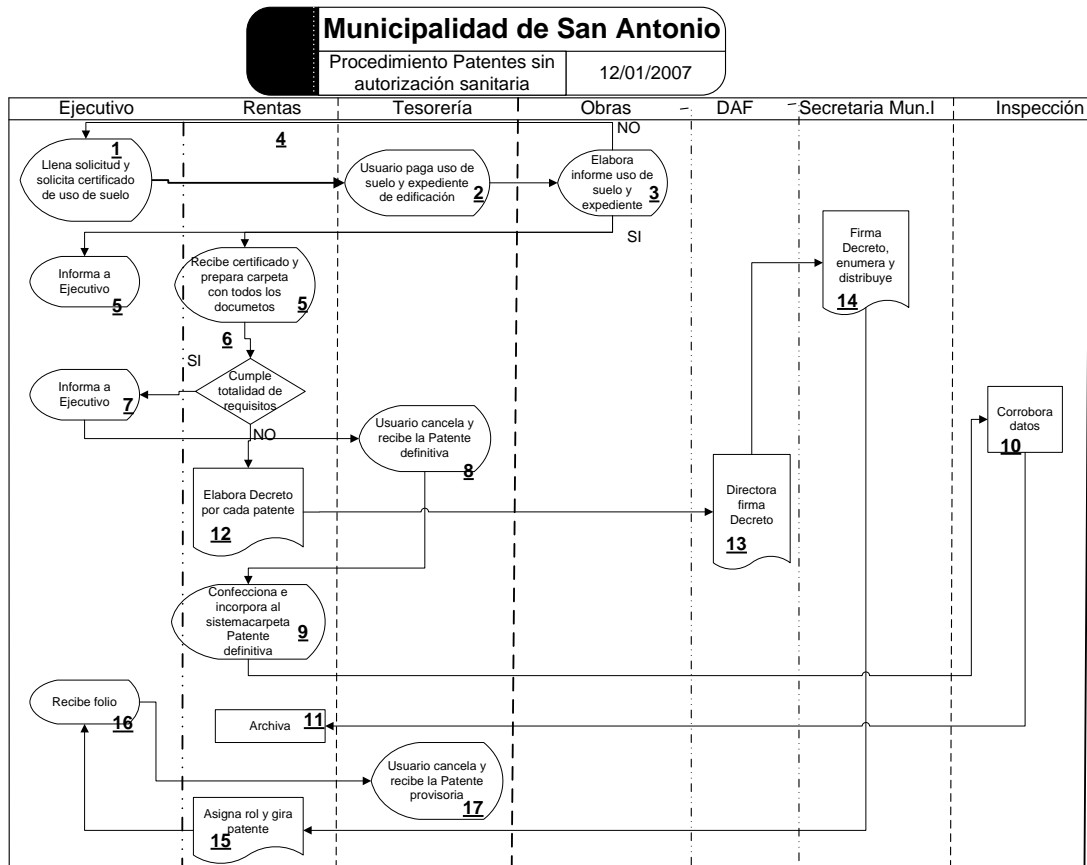 Municipalidad de San Antonio
Procedimiento Patentes sin
autorización sanitaria
12/01/2007
Ejecutivo
Rentas
Tesorería
Obras
DAF
Secretaria Mun.l
Inspección
1
Llena solicitud y
solicita certificado
de uso de suelo
4
NO
Usuario paga uso de
suelo y expediente
de edificación
2
Elabora
informe uso de
suelo y
expediente
3
SI
Firma
Decreto,
enumera y
distribuye
14
Informa a
Ejecutivo
5
Recibe certificado y
prepara carpeta
con todos los
documetos
5
6
SI
Cumple
totalidad de
requisitos
NO
Informa a
Ejecutivo
7
Usuario cancela y
recibe la Patente
definitiva
8
Corrobora
datos
10
Elabora Decreto
por cada patente
12
Directora
firma
Decreto
13
Confecciona e
incorpora al
sistemacarpeta
Patente
definitiva
9
Recibe folio
16
Archiva
11
Usuario cancela y
recibe la Patente
provisoria
17
Asigna rol y gira
patente
15